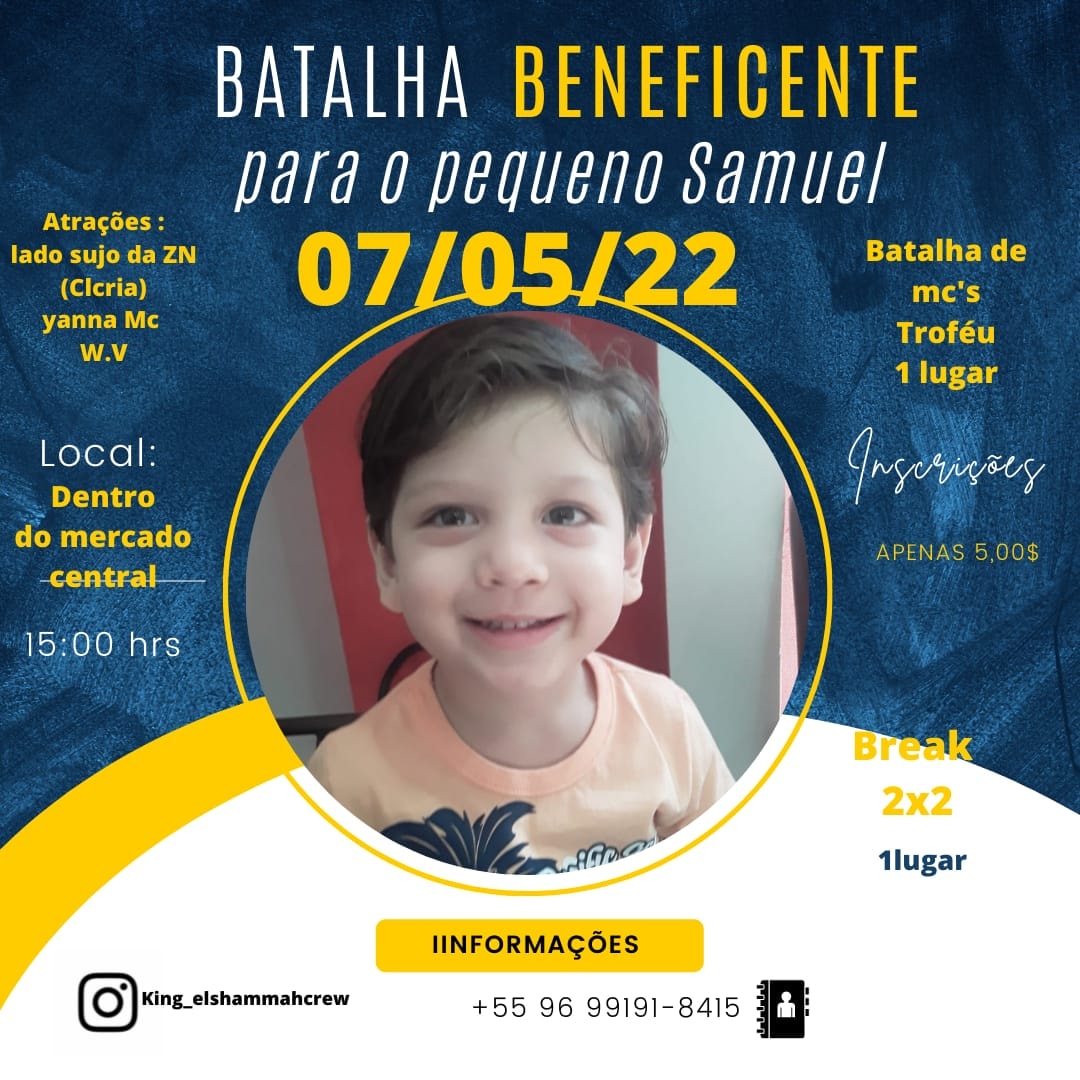 BATALHA BENEFICENTE
para o pequeno Samuel
07/05/22
Atrações :
lado sujo da ZN
(Clcria)
yanna Mc
W.V
Local:
Dentro
do mercado
central
15:00 hrs
Batalha de
mc's
Troféu
1 lugar
Inscrições
APENAS 5,00$
Break
2x2
1lugar
IINFORMAÇÕES
King_elshammahcrew
+55 96 99191-8415